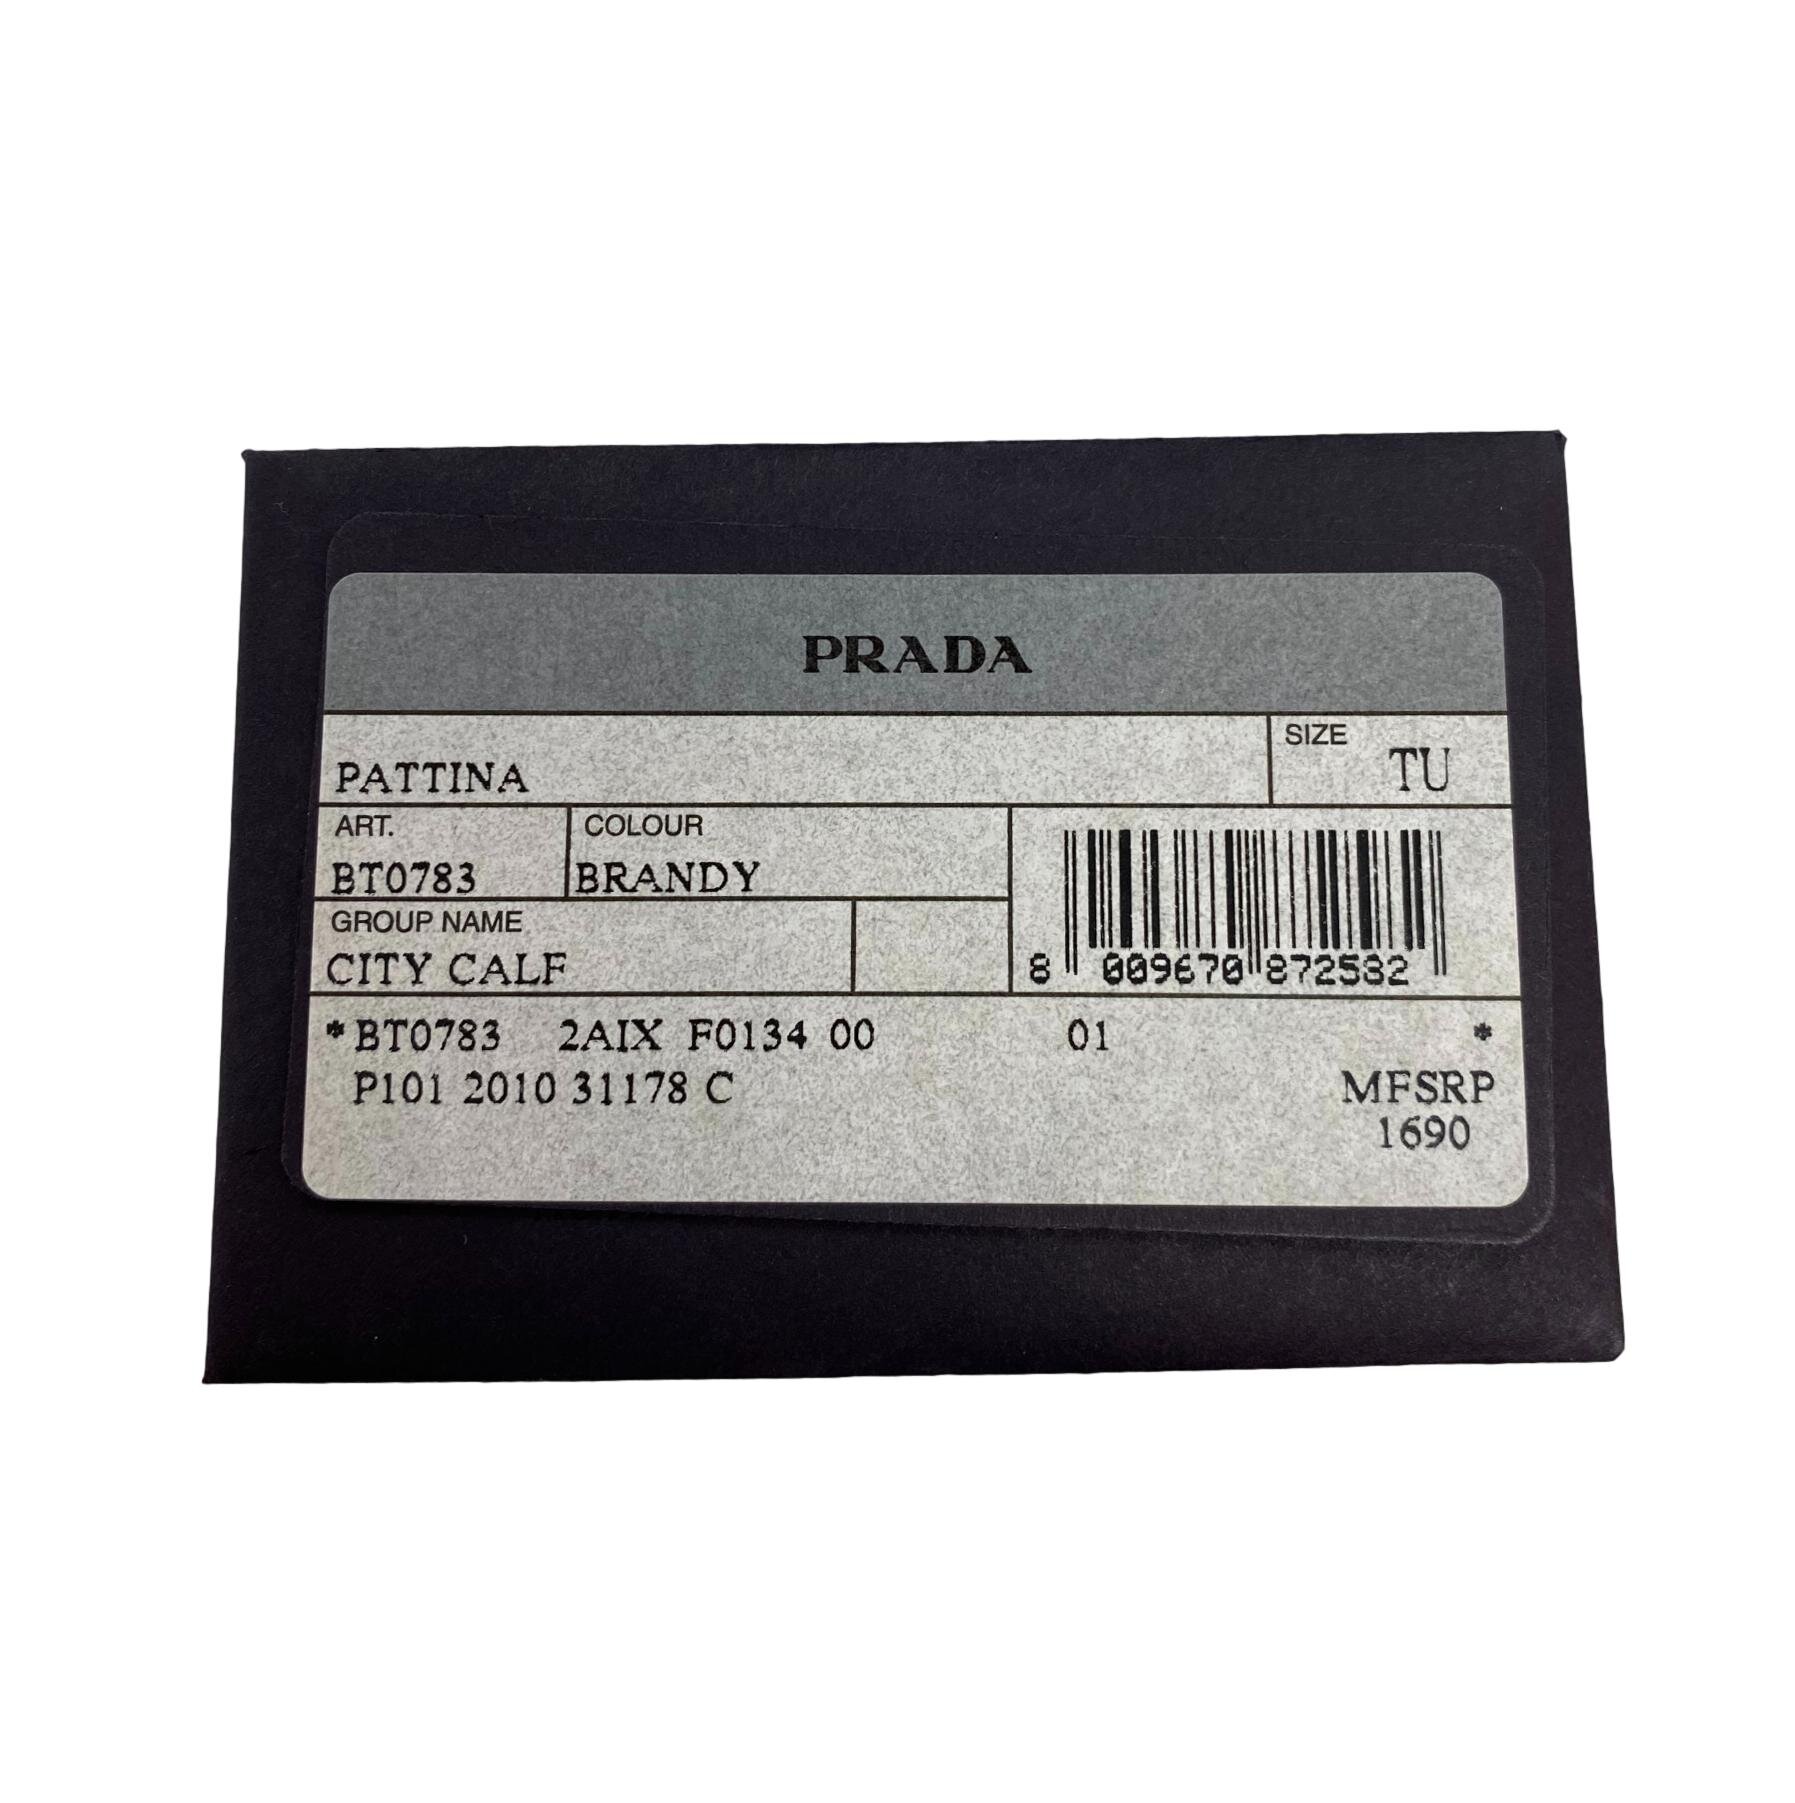 PRADA
PATTINA
SIZE TU
ART. COLOUR
BT0783 BRANDY
GROUP NAME
CITY CALF
8 009670 872582
*BT0783 2AIX F0134 00 01 *
P101 2010 31178 C MFSRP
1690